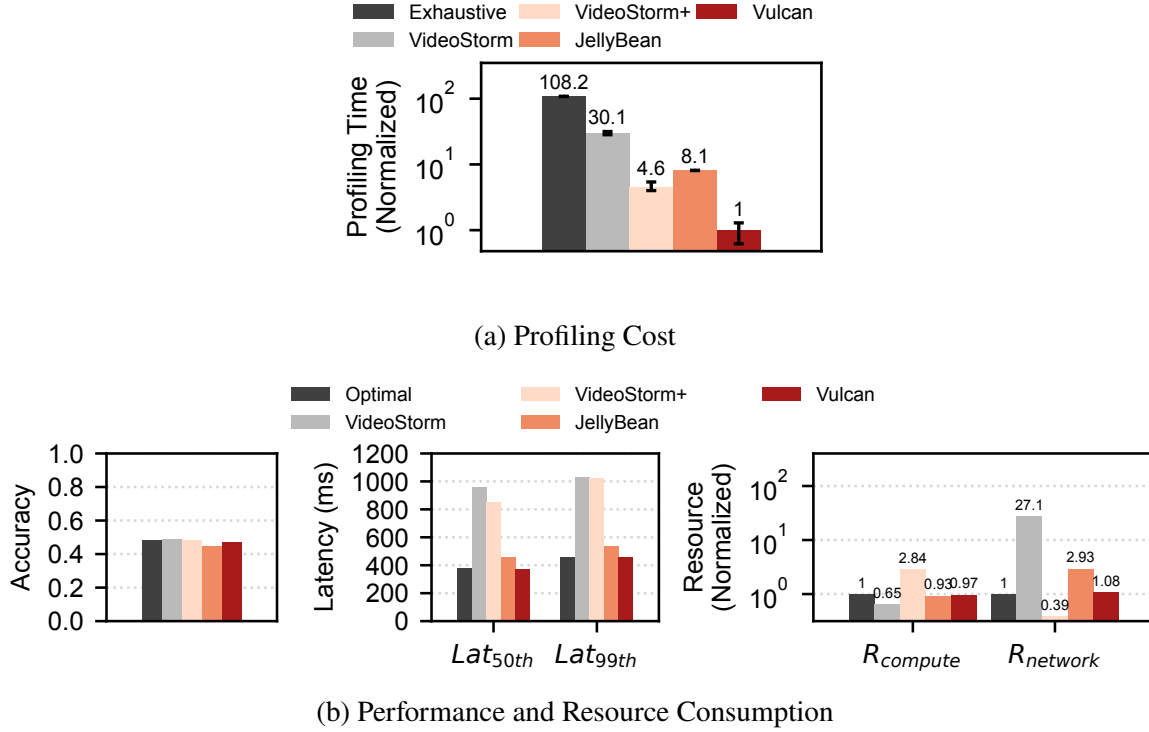 Exhaustive VideoStorm+ Vulcan
VideoStorm JellyBean
Profiling Time
(Normalized)
10^2
10^1
10^0
108.2
30.1
4.6
8.1
1
(a) Profiling Cost
Optimal VideoStorm+ Vulcan
VideoStorm JellyBean
Accuracy
1.0
0.8
0.6
0.4
0.2
0.0
Latency (ms)
1200
1000
800
600
400
200
0
Lat50th Lat99th
Resource
(Normalized)
10^2
10^1
10^0
1 0.65 2.84 0.93 0.97
1 27.1 0.39 2.93 1.08
Rcompute Rnetwork
(b) Performance and Resource Consumption